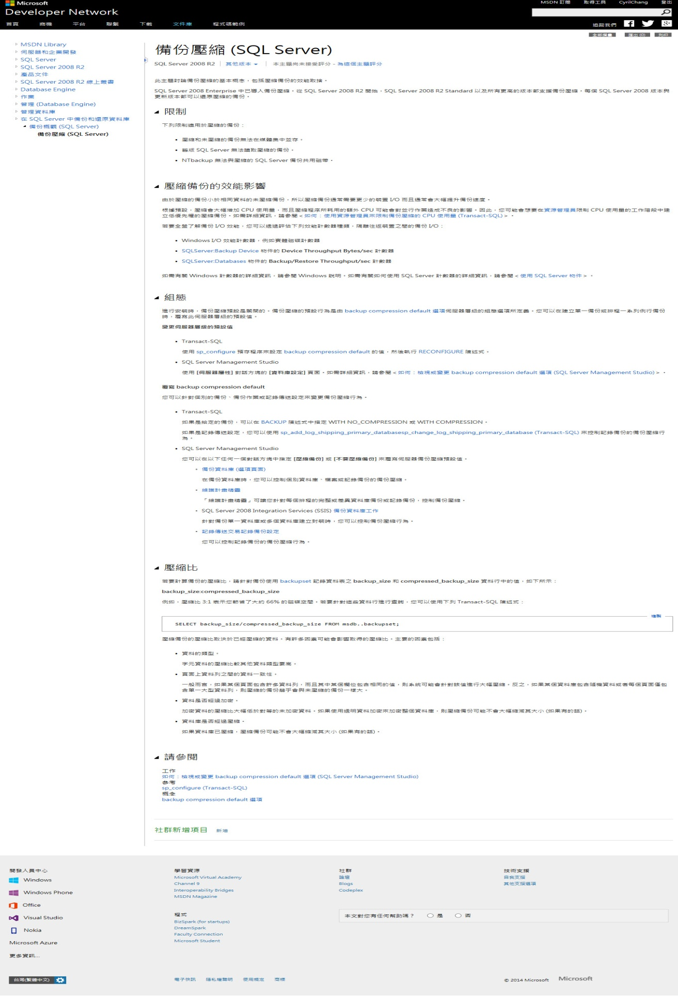 Microsoft
Developer Network
MSDN 訂閱 取得工具 CyrilChang 登出
首頁 商機 平台 聯繫 下載 文件庫 程式碼範例
追蹤我們
匯出 (0) 列印
MSDN Library
伺服器和企業開發
SQL Server
SQL Server 2008 R2
產品文件
SQL Server 2008 R2 線上叢書
Database Engine
作業
管理 (Database Engine)
管理資料庫
在 SQL Server 中備份和還原資料庫
備份概觀 (SQL Server)
備份壓縮 (SQL Server)
備份壓縮 (SQL Server)
SQL Server 2008 R2 其他版本 本主題尚未接受評分 - 為這個主題評分
此主題討論備份壓縮的基本概念，包括壓縮備份的效能取捨。
SQL Server 2008 Enterprise 中已導入備份壓縮。從 SQL Server 2008 R2 開始，SQL Server 2008 R2 Standard 以及所有更高的版本都支援備份壓縮。每個 SQL Server 2008 版本與
更新版本都可以還原壓縮的備份。
限制
下列限制適用於壓縮的備份：
• 壓縮和未壓縮的備份無法在媒體集中並存。
• 舊版 SQL Server 無法讀取壓縮的備份。
• NTbackup 無法與壓縮的 SQL Server 備份共用磁帶。
壓縮備份的效能影響
由於壓縮的備份小於相同資料的未壓縮備份，所以壓縮備份通常需要更少的裝置 I/O 而且通常會大幅提升備份速度。
根據預設，壓縮會大幅增加 CPU 使用量，而且壓縮程序所耗用的額外 CPU 可能會對並行作業造成不良的影響。因此，您可能會想要在資源管理員限制 CPU 使用量的工作階段中建
立低優先權的壓縮備份。如需詳細資訊，請參閱<如何：使用資源管理員來限制備份壓縮的 CPU 使用量 (Transact-SQL)>。
若要全盤了解備份 I/O 效能，您可以透過評估下列效能計數器種類，隔離往返裝置之間的備份 I/O：
• Windows I/O 效能計數器，例如實體磁碟計數器
• SQLServer:Backup Device 物件的 Device Throughput Bytes/sec 計數器
• SQLServer:Databases 物件的 Backup/Restore Throughput/sec 計數器
如需有關 Windows 計數器的詳細資訊，請參閱 Windows 說明。如需有關如何使用 SQL Server 計數器的詳細資訊，請參閱<使用 SQL Server 物件>。
組態
進行安裝時，備份壓縮預設是關閉的。備份壓縮的預設行為是由 backup compression default 選項伺服器層級的組態選項所定義。您可以在建立單一備份或排程一系列例行備份
時，覆寫此伺服器層級的預設值。
變更伺服器層級的預設值
• Transact-SQL
使用 sp_configure 預存程序來設定 backup compression default 的值，然後執行 RECONFIGURE 陳述式。
• SQL Server Management Studio
使用 [伺服器屬性] 對話方塊的 [資料庫設定] 頁面。如需詳細資訊，請參閱<如何：檢視或變更 backup compression default 選項 (SQL Server Management Studio)>。
覆寫 backup compression default
您可以針對個別的備份、備份作業或記錄傳送設定來變更備份壓縮行為。
• Transact-SQL
如果是給定的備份，可以在 BACKUP 陳述式中指定 WITH NO_COMPRESSION 或 WITH COMPRESSION。
如果是記錄傳送設定，您可以使用 sp_add_log_shipping_primary_databasesp_change_log_shipping_primary_database (Transact-SQL) 來控制記錄備份的備份壓縮行
為。
• SQL Server Management Studio
您可以在以下任何一個對話方塊中指定 [壓縮備份] 或 [不要壓縮備份] 來覆寫伺服器備份壓縮預設值。
• 備份資料庫 (選項頁面)
在備份資料庫時，您可以控制個別資料庫、檔案或記錄備份的備份壓縮。
• 維護計畫精靈
「維護計畫精靈」可讓您針對每個排程的完整或差異資料庫備份或記錄備份，控制備份壓縮。
• SQL Server 2008 Integration Services (SSIS) 備份資料庫工作
針對備份單一資料庫或多個資料庫建立封裝時，您可以控制備份壓縮行為。
• 記錄傳送交易記錄備份設定
您可以控制記錄備份的備份壓縮行為。
壓縮比
若要計算備份的壓縮比，請針對備份使用 backupset 記錄資料表之 backup_size 和 compressed_backup_size 資料行中的值，如下所示：
backup_size:compressed_backup_size
例如，壓縮比 3:1 表示您節省了大約 66% 的磁碟空間，若要針對這些資料行進行查詢，您可以使用下列 Transact-SQL 陳述式：
複製
SELECT backup_size/compressed_backup_size FROM msdb..backupset;
壓縮備份的壓縮比取決於已經壓縮的資料。有許多因素可能會影響取得的壓縮比。主要的因素包括：
• 資料的類型。
字元資料的壓縮比較其他資料類型要高。
• 頁面上資料列之間的資料一致性。
一般而言，如果某個頁面包含許多資料列，而且其中某個欄位包含相同的值，則系統可能會針對該值進行大幅壓縮。反之，如果某個資料庫包含隨機資料或者每個頁面僅包
含單一大型資料列，則壓縮的備份幾乎會與未壓縮的備份一樣大。
• 資料是否經過加密。
加密資料的壓縮比大幅低於對等的未加密資料。如果使用透明資料加密來加密整個資料庫，則壓縮備份可能不會大幅縮減其大小 (如果有的話)。
• 資料庫是否經過壓縮。
如果資料庫已壓縮，壓縮備份可能不會大幅縮減其大小 (如果有的話)。
請參閱
工作
如何：檢視或變更 backup compression default 選項 (SQL Server Management Studio)
參考
sp_configure (Transact-SQL)
概念
backup compression default 選項
社群新增項目 新增
開發人員中心
Windows
Windows Phone
Office
Visual Studio
Nokia
Microsoft Azure
更多資訊...
學習資源
Microsoft Virtual Academy
Channel 9
Interoperability Bridges
MSDN Magazine
程式
BizSpark (for startups)
DreamSpark
Faculty Connection
Microsoft Student
社群
論壇
Blogs
Codeplex
技術支援
自我支援
其他支援選項
本文對您有任何幫助嗎？ 是 否
台灣(繁體中文)
電子快訊 隱私權聲明 使用規定 商標
© 2014 Microsoft Microsoft